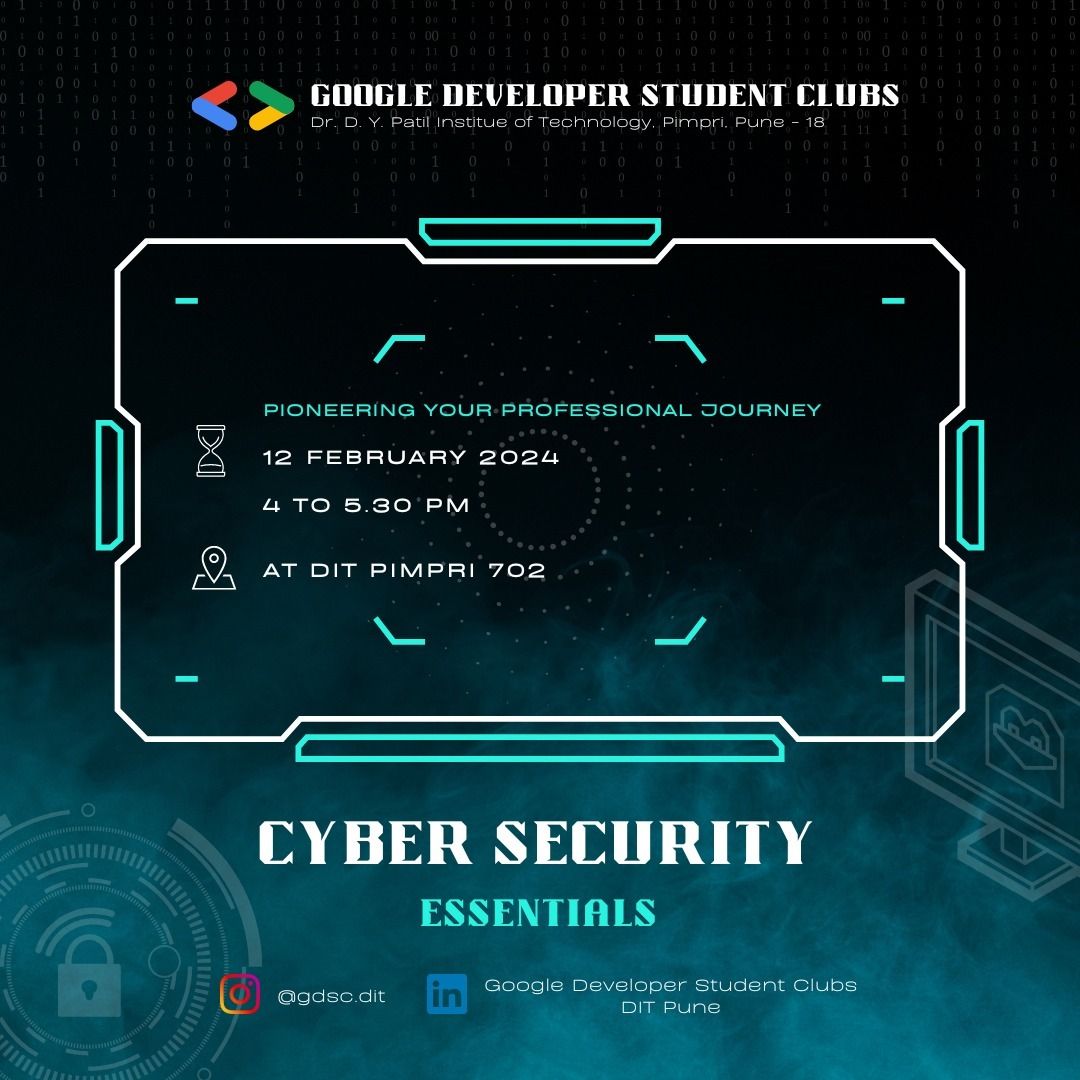 GOOGLE DEVELOPER STUDENT CLUBS
Dr. D. Y. Patil Institue of Technology, Pimpri, Pune - 18
PIONEERING YOUR PROFESSIONAL JOURNEY
12 FEBRUARY 2024
4 TO 5.30 PM
AT DIT PIMPRI 702
CYBER SECURITY
ESSENTIALS
@gdsc.dit
in
Google Developer Student Clubs
DIT Pune